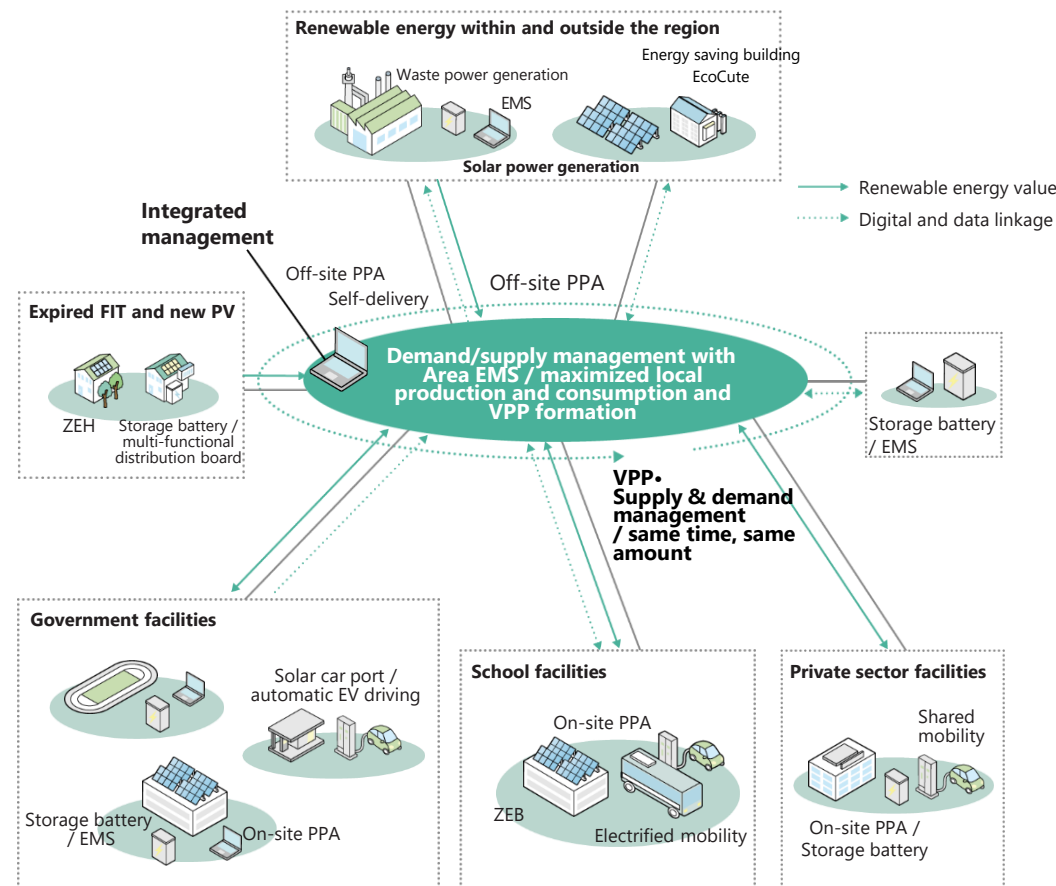 Renewable energy within and outside the region
Waste power generation
EMS
Energy saving building
EcoCute
Solar power generation
Renewable energy value
Digital and data linkage
Integrated
management
Off-site PPA
Self-delivery
Off-site PPA
Expired FIT and new PV
ZEH
Storage battery /
multi-functional
distribution board
Demand/supply management with
Area EMS / maximized local
production and consumption and
VPP formation
Storage battery
/ EMS
VPP•
Supply & demand
management
/ same time, same
amount
Government facilities
Solar car port /
automatic EV driving
Storage battery
/ EMS
On-site PPA
School facilities
On-site PPA
ZEB
Electrified mobility
Private sector facilities
Shared
mobility
On-site PPA /
Storage battery